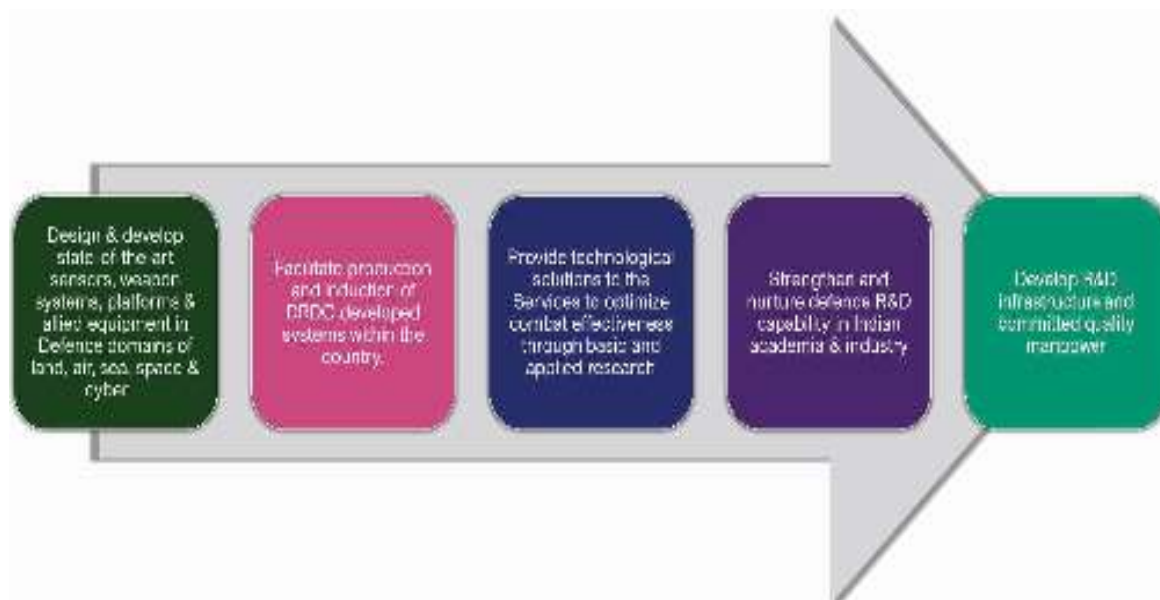 Design & develop
state of the art
sensors, weapon
systems, platforms &
allied equipment in
Defence domains of
land, air, sea, space &
cyber
Facilitate production
and induction of
DRDO developed
systems within the
country.
Provide technological
solutions to the
Services to optimize
combat effectiveness
through basic and
applied research
Strengthen and
nurture defence R&D
capability in Indian
academia & industry
Develop R&D
infrastructure and
committed quality
manpower